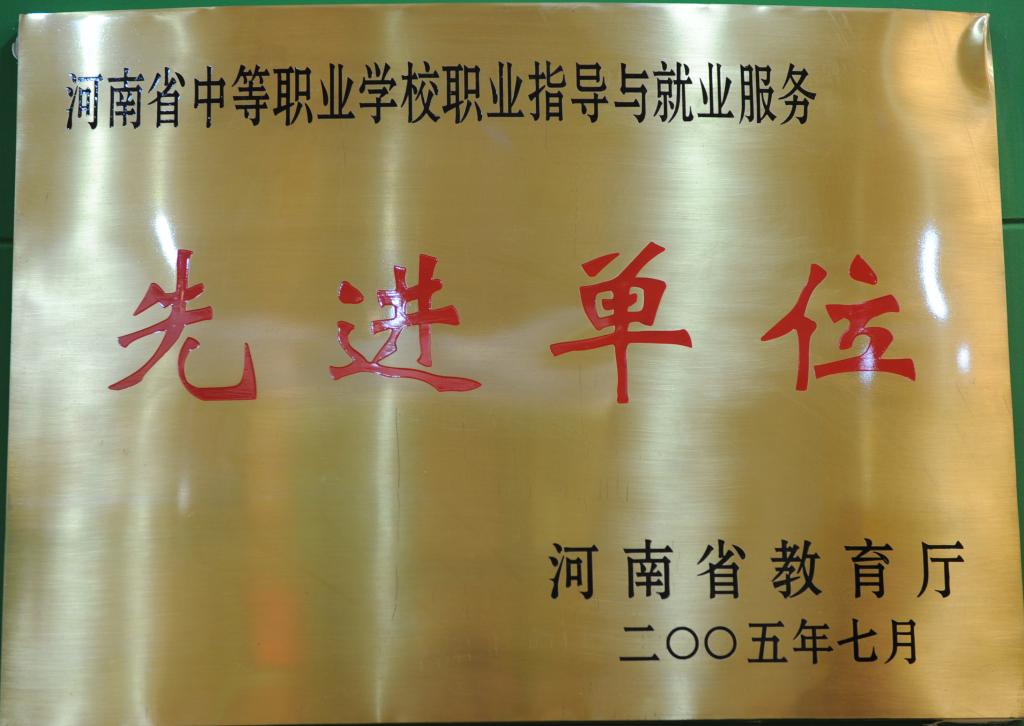 河南省中等职业学校职业指导与就业服务
先进单位
河南省教育厅
二〇〇五年七月